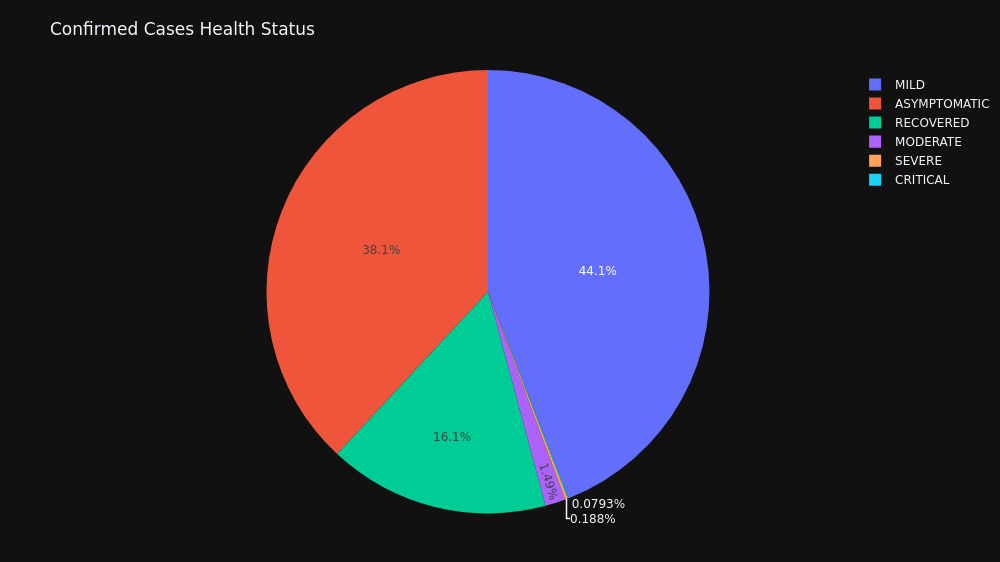 Confirmed Cases Health Status
MILD
ASYMPTOMATIC
RECOVERED
MODERATE
SEVERE
CRITICAL
38.1%
44.1%
16.1%
1.49%
0.0793%
0.188%